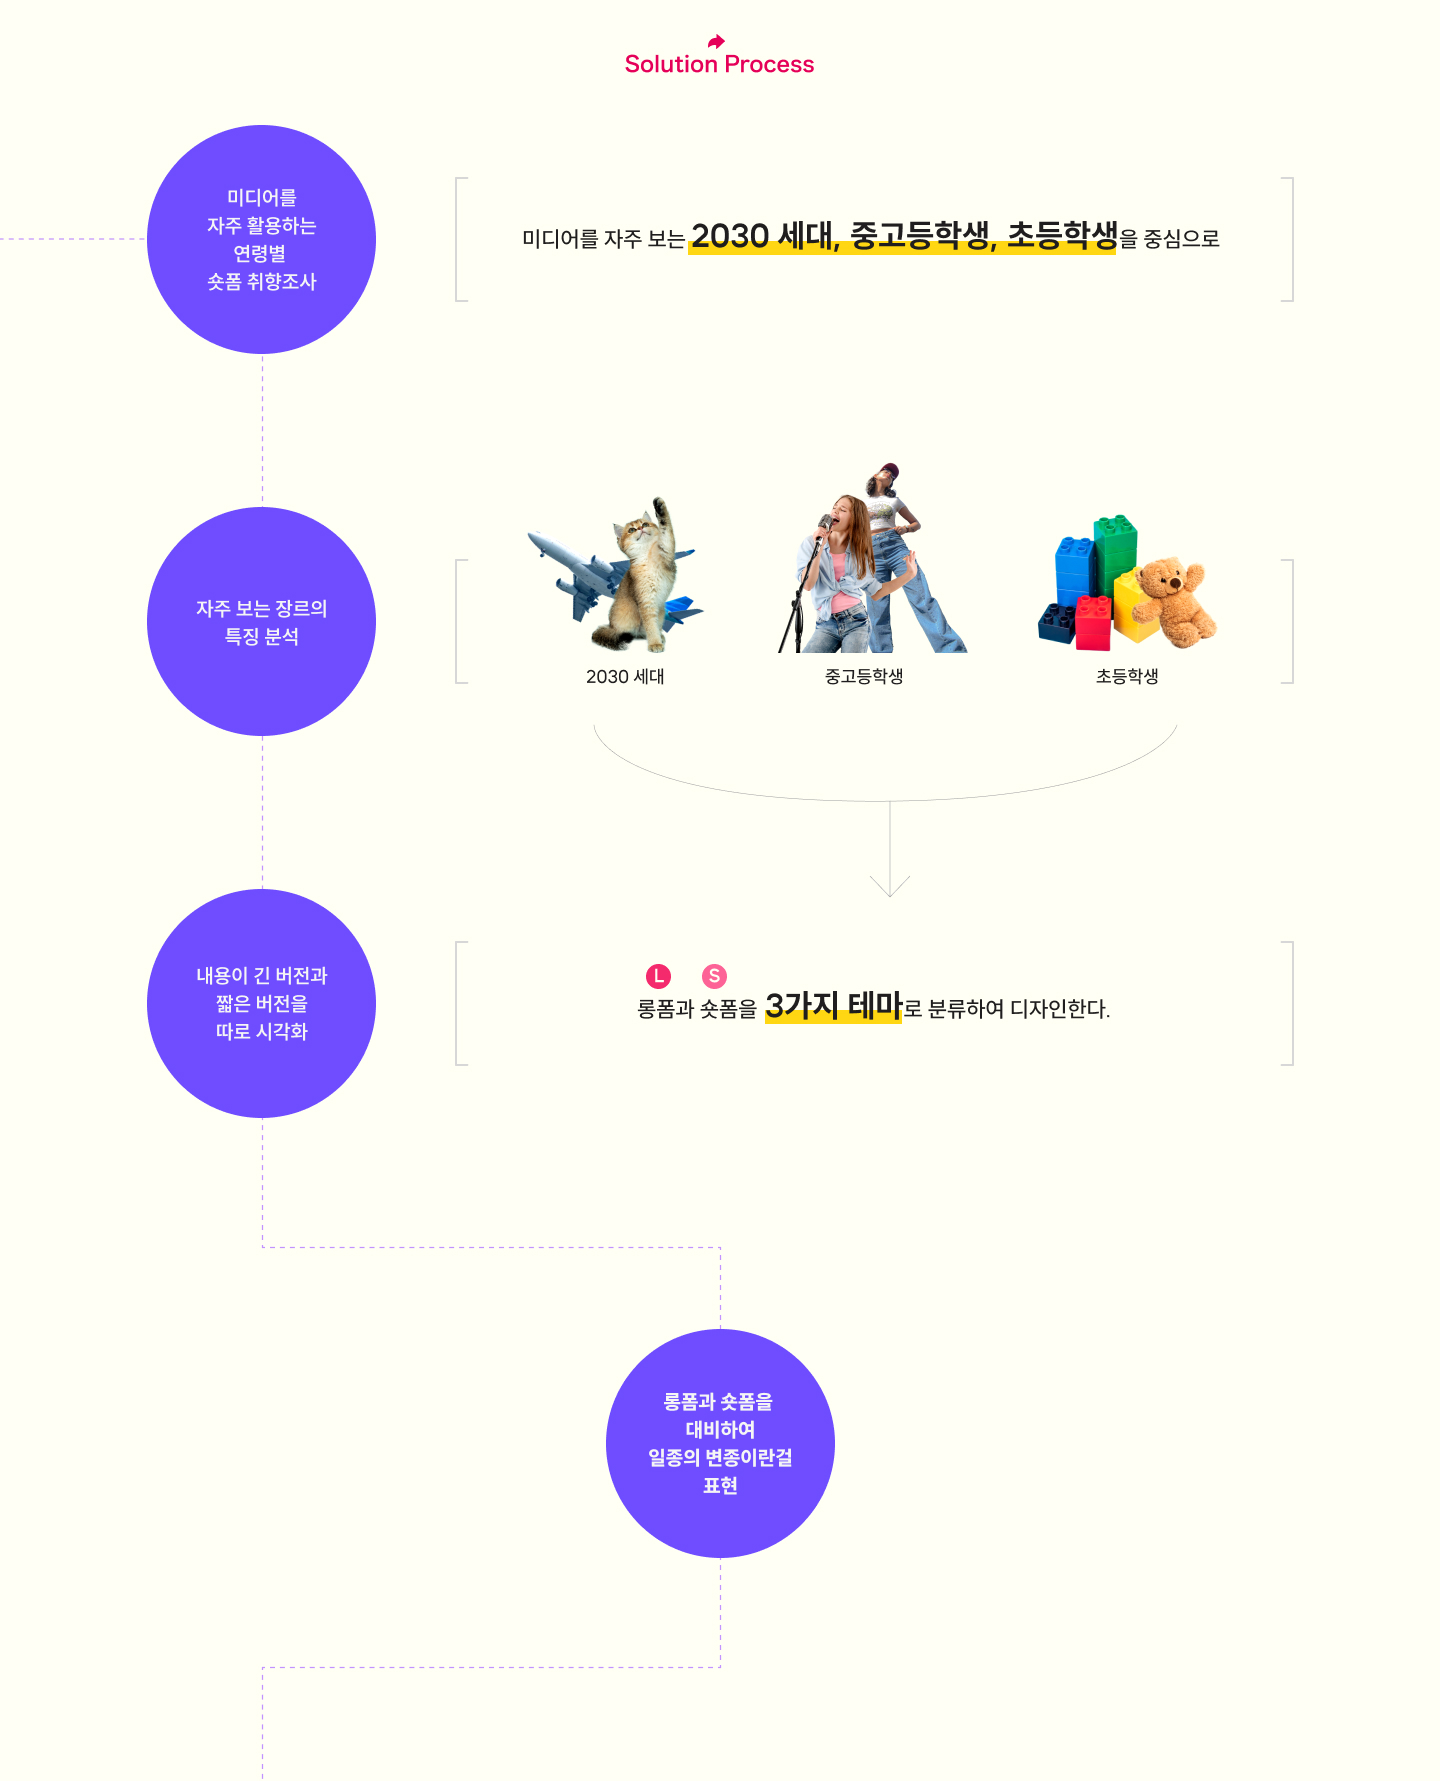 Solution Process
미디어를
자주 활용하는
연령별
숏폼 취향조사
미디어를 자주 보는 2030 세대, 중고등학생, 초등학생을 중심으로
자주 보는 장르의
특징 분석
2030 세대
중고등학생
초등학생
내용이 긴 버전과
짧은 버전을
따로 시각화
L S
롱폼과 숏폼을 3가지 테마로 분류하여 디자인한다.
롱폼과 숏폼을
대비하여
일종의 변종이란걸
표현